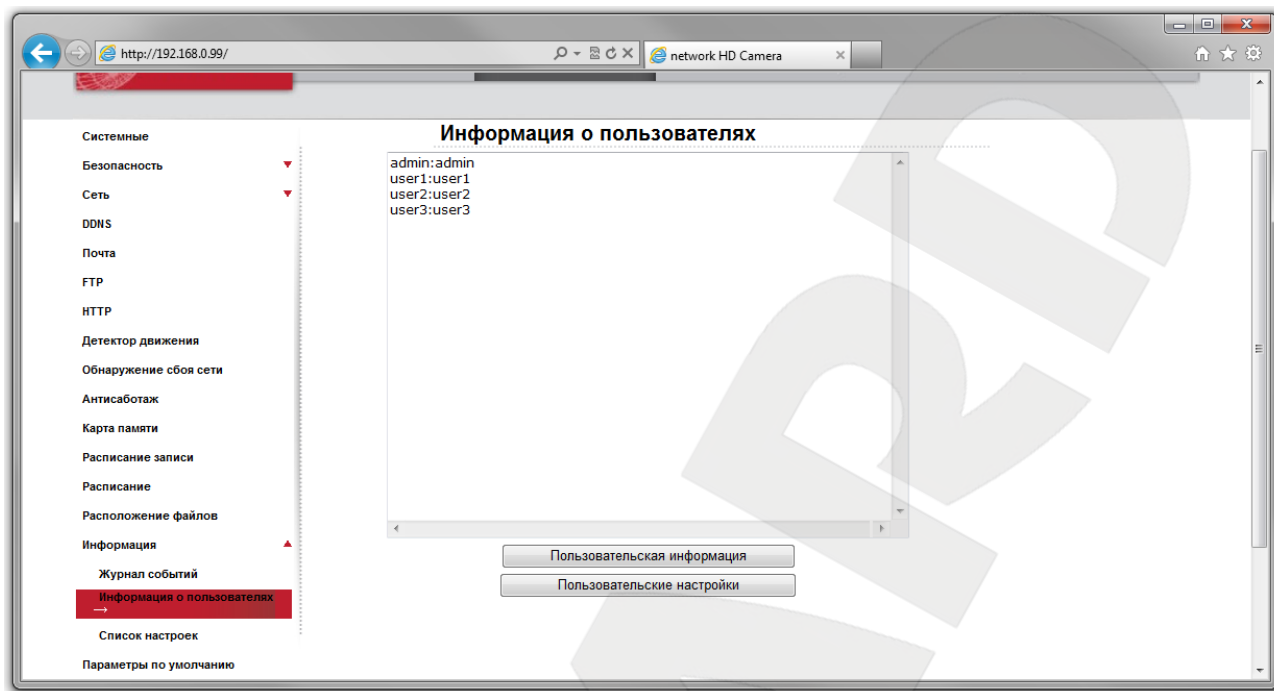 http://192.168.0.99/
network HD Camera
Системные
Безопасность
Сеть
DDNS
Почта
FTP
HTTP
Детектор движения
Обнаружение сбоя сети
Антисаботаж
Карта памяти
Расписание записи
Расписание
Расположение файлов
Информация
Журнал событий
Информация о пользователях
→
Список настроек
Параметры по умолчанию
Информация о пользователях
admin:admin
user1:user1
user2:user2
user3:user3
Пользовательская информация
Пользовательские настройки